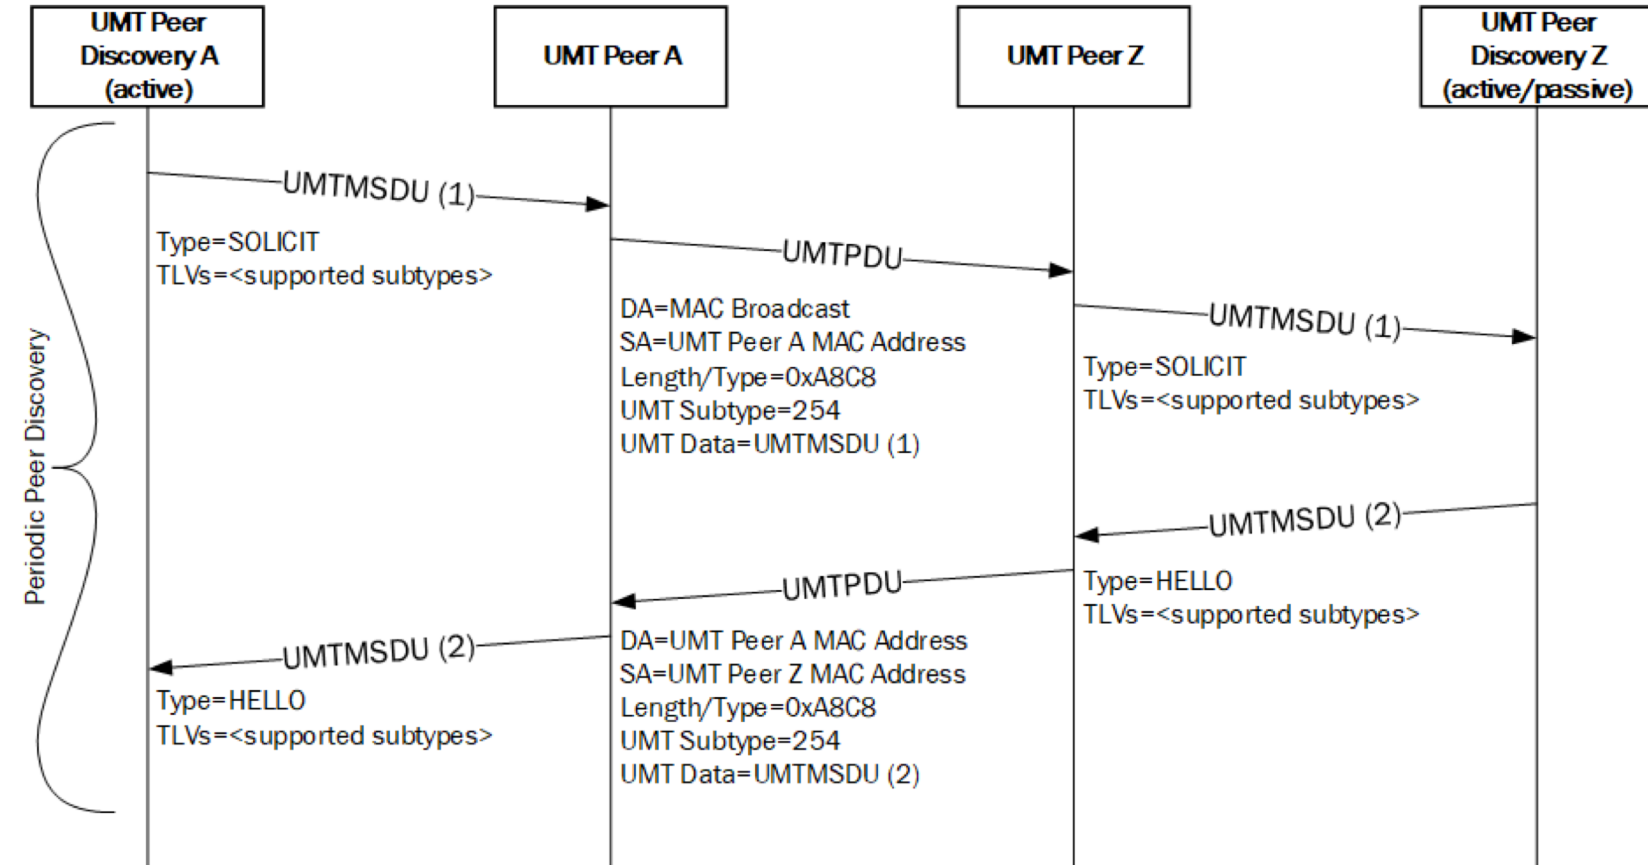 UMT Peer
Discovery A
(active)
UMT Peer A
UMT Peer Z
UMT Peer
Discovery Z
(active/passive)
Periodic Peer Discovery
UMTMSDU (1)
Type=SOLICIT
TLVs=<supported subtypes>
UMTPDU
DA=MAC Broadcast
SA=UMT Peer A MAC Address
Length/Type=0xA8C8
UMT Subtype=254
UMT Data=UMTMSDU (1)
UMTMSDU (1)
Type=SOLICIT
TLVs=<supported subtypes>
UMTMSDU (2)
Type=HELLO
TLVs=<supported subtypes>
UMTPDU
DA=UMT Peer A MAC Address
SA=UMT Peer Z MAC Address
Length/Type=0xA8C8
UMT Subtype=254
UMT Data=UMTMSDU (2)
UMTMSDU (2)
Type=HELLO
TLVs=<supported subtypes>